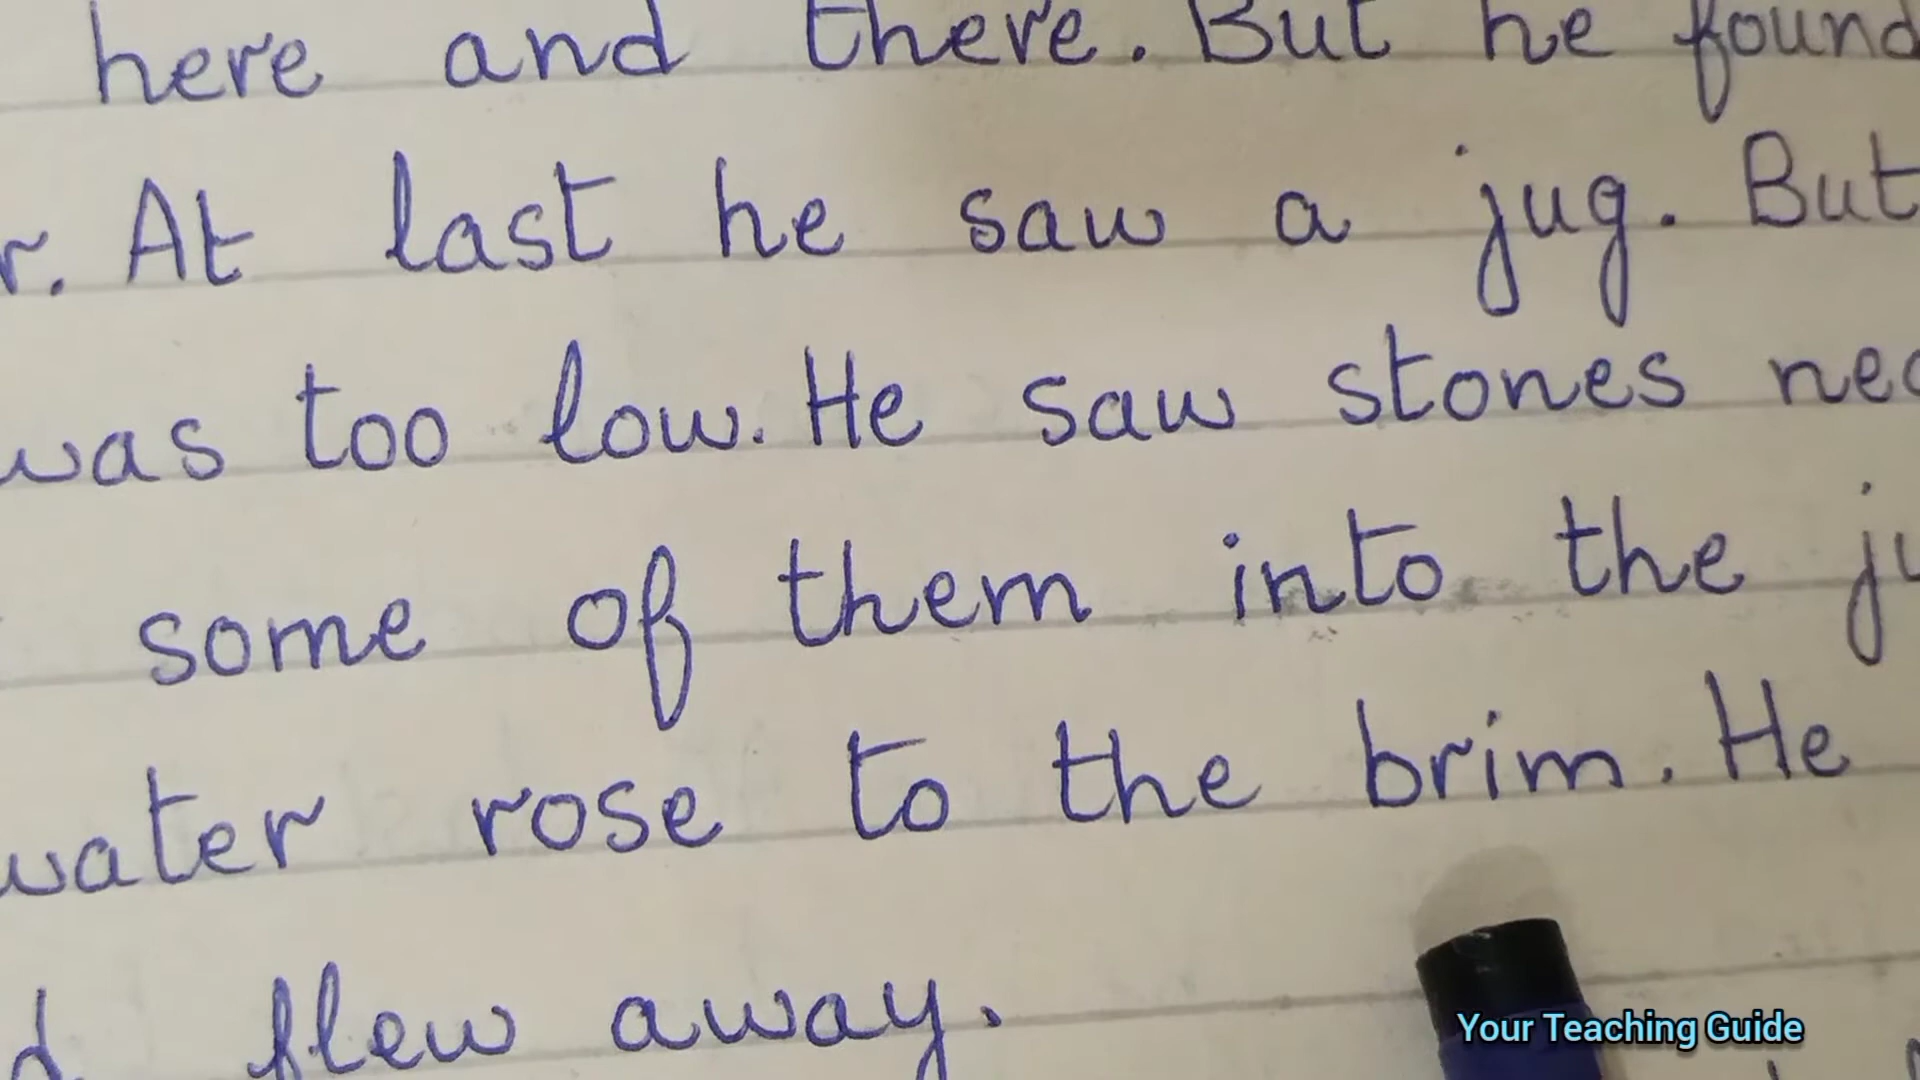 here and there. But he found
r. At last he saw a jug. But
was too low. He saw stones
some of them into the
water rose to the brim. He
flew away.
Your Teaching Guide